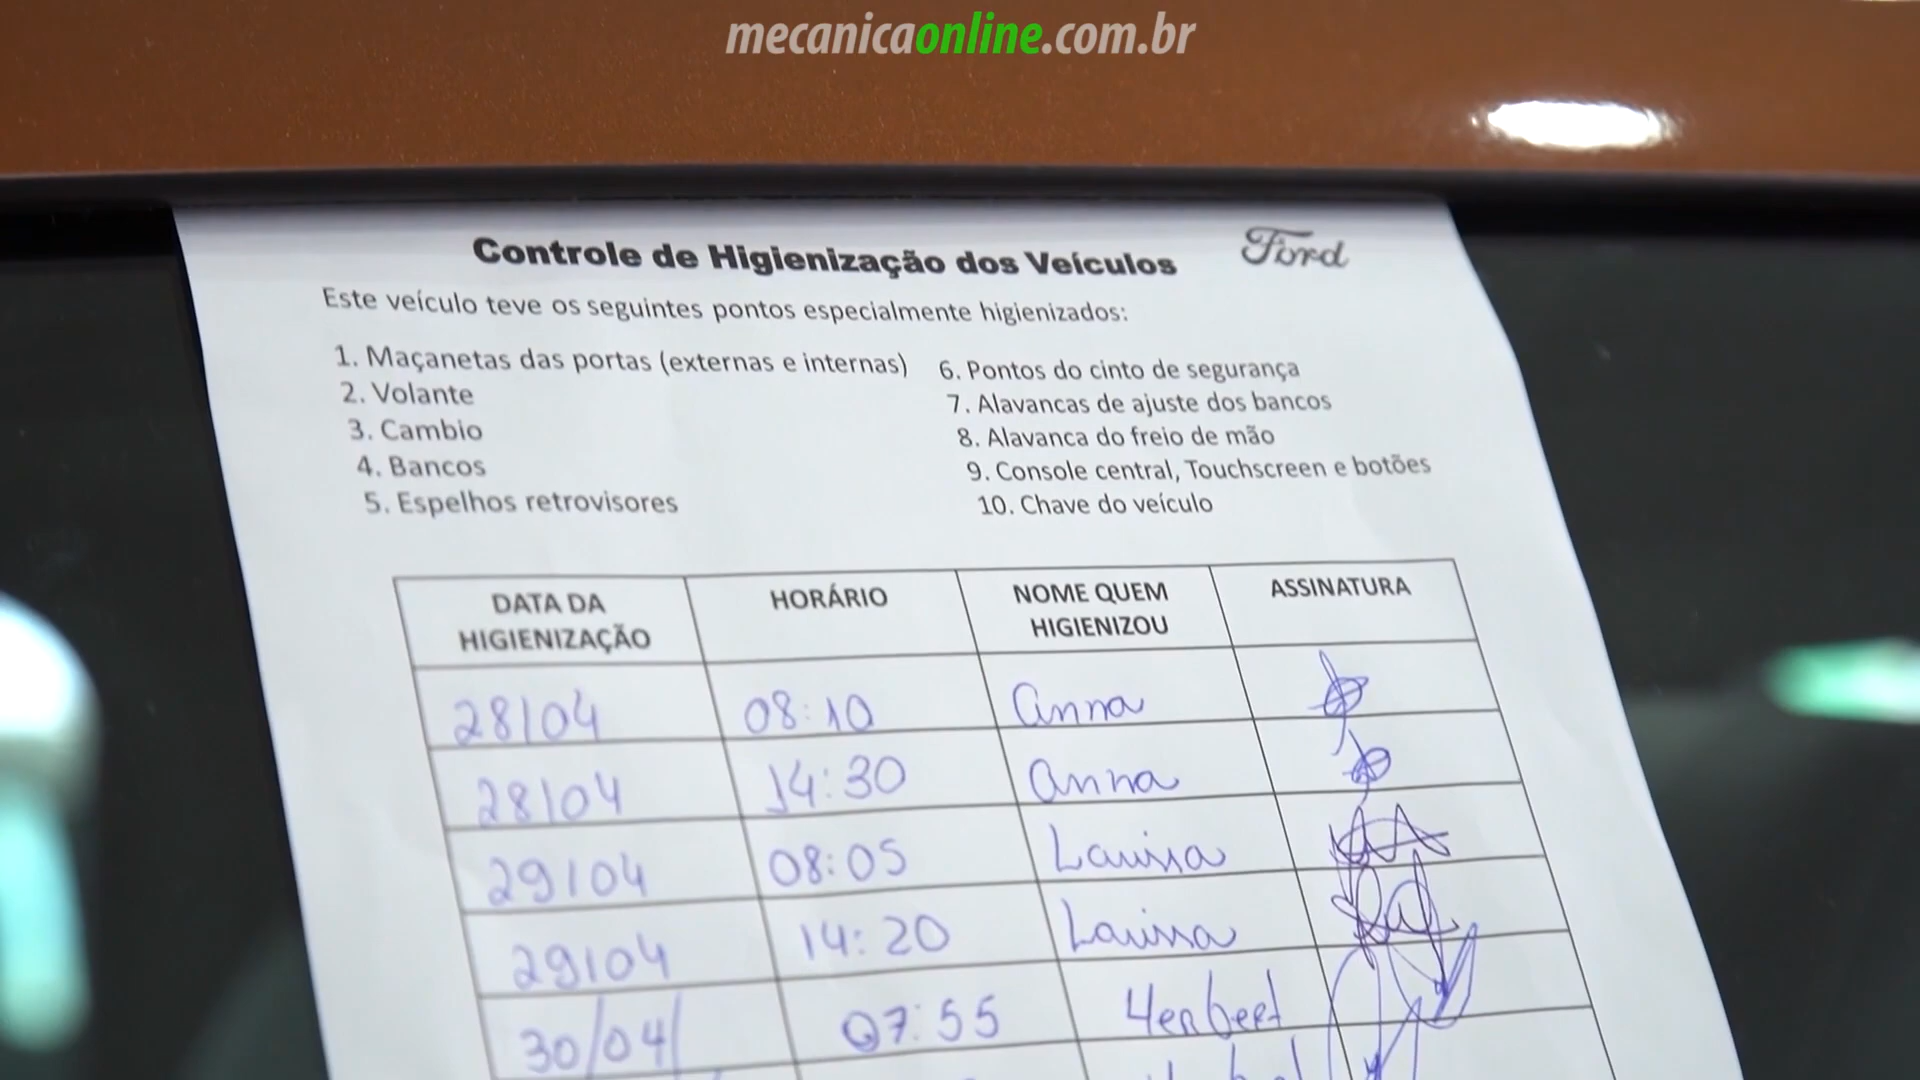 mecanicaonline.com.br
Controle de Higienização dos Veículos
Ford
Este veículo teve os seguintes pontos especialmente higienizados:
1. Maçanetas das portas (externas e internas)
2. Volante
3. Cambio
4. Bancos
5. Espelhos retrovisores
6. Pontos do cinto de segurança
7. Alavancas de ajuste dos bancos
8. Alavanca do freio de mão
9. Console central, Touchscreen e botões
10. Chave do veículo
DATA DA HIGIENIZAÇÃO HORÁRIO NOME QUEM HIGIENIZOU ASSINATURA
28/04 08:10 Anna
28/04 14:30 Anna
29/04 08:05 Larissa
29/04 14:20 Larissa
30/04/ 07:55 Herbert